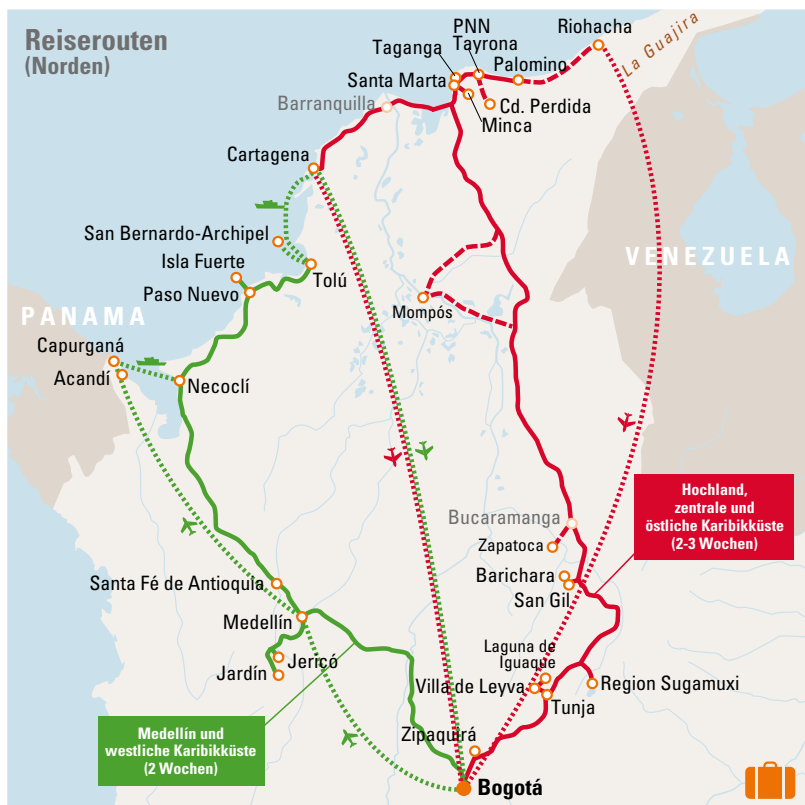 Reiserouten
(Norden)
PNN
Tayrona
Riohacha
La Guajira
Taganga
Palomino
Santa Marta
Barranquilla
Cd. Perdida
Minca
Cartagena
San Bernardo-Archipel
VENEZUELA
Isla Fuerte
Tolú
Paso Nuevo
Mompós
PANAMA
Capurganá
Acandí
Necoclí
Hochland,
zentrale und
östliche Karibikküste
(2-3 Wochen)
Bucaramanga
Zapatoca
Barichara
San Gil
Santa Fé de Antioquia
Medellín
Jericó
Jardín
Laguna de
Iguaque
Villa de Leyva
Region Sugamuxi
Tunja
Medellín und
westliche Karibikküste
(2 Wochen)
Zipaquirá
Bogotá